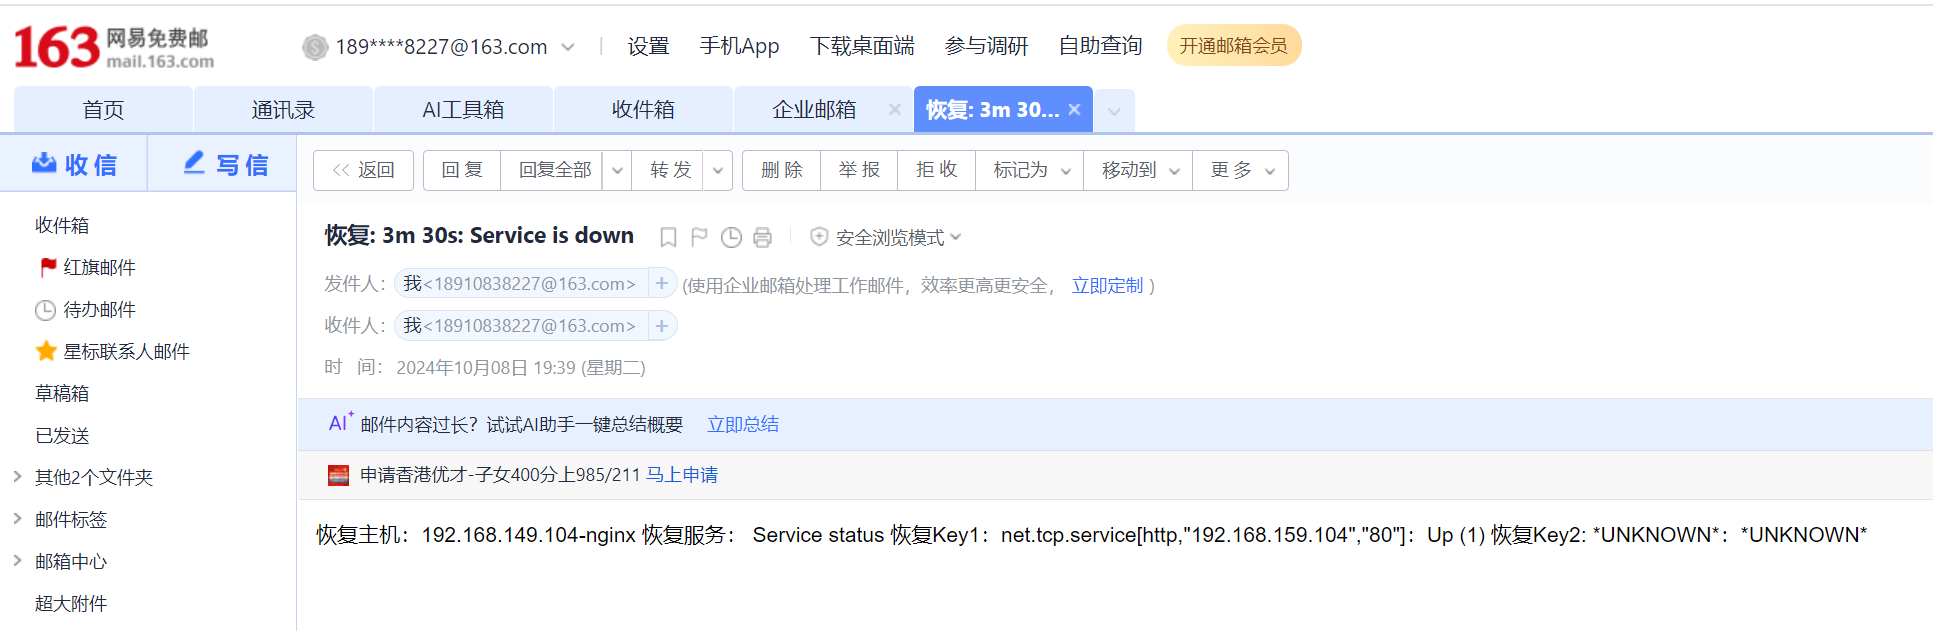 163 网易免费邮
mail.163.com
189****8227@163.com
设置 手机App 下载桌面端 参与调研 自助查询 开通邮箱会员
首页 通讯录 AI工具箱 收件箱 企业邮箱 恢复: 3m 30...
收信 写信
<< 返回 回复 回复全部 转发 删除 举报 拒收 标记为 移动到 更多
收件箱
红旗邮件
待办邮件
星标联系人邮件
草稿箱
已发送
其他2个文件夹
邮件标签
邮箱中心
超大附件
恢复: 3m 30s: Service is down 安全浏览模式
发件人： 我<18910838227@163.com> + (使用企业邮箱处理工作邮件，效率更高更安全， 立即定制 )
收件人： 我<18910838227@163.com> +
时 间： 2024年10月08日 19:39 (星期二)
AI+ 邮件内容过长？试试AI助手一键总结概要 立即总结
申请香港优才-子女400分上985/211 马上申请
恢复主机：192.168.149.104-nginx 恢复服务： Service status 恢复Key1：net.tcp.service[http,"192.168.159.104","80"]：Up (1) 恢复Key2: *UNKNOWN*：*UNKNOWN*